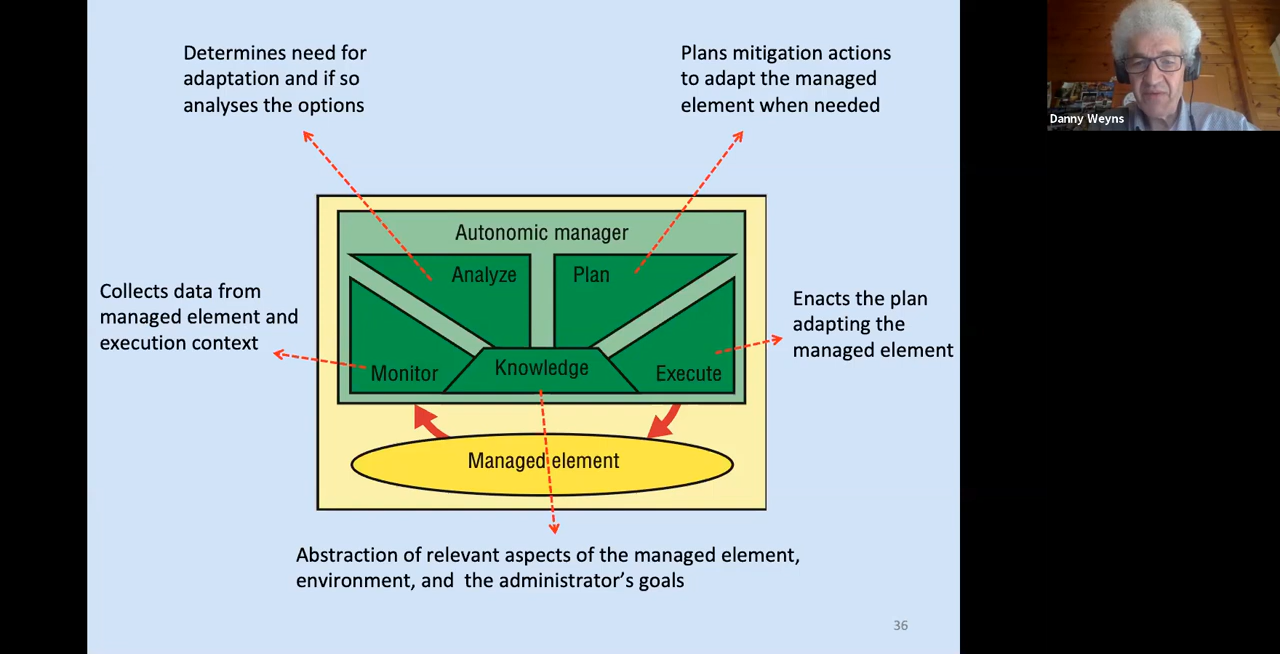 Determines need for
adaptation and if so
analyses the options
Plans mitigation actions
to adapt the managed
element when needed
Danny Weyns
Autonomic manager
Analyze
Plan
Collects data from
managed element and
execution context
Enacts the plan
adapting the
managed element
Monitor
Knowledge
Execute
Managed element
Abstraction of relevant aspects of the managed element,
environment, and the administrator's goals
36